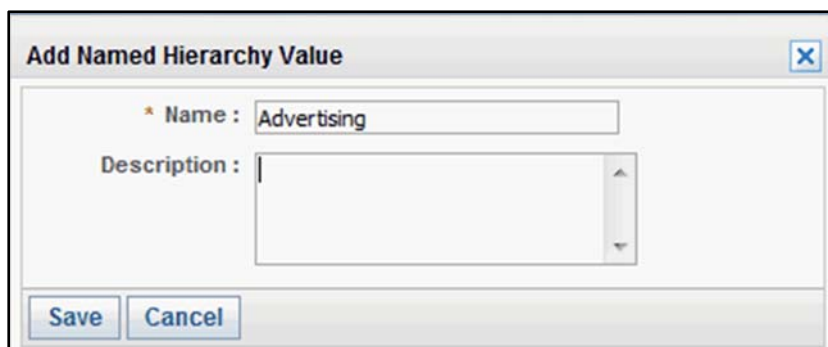 Add Named Hierarchy Value
* Name : Advertising
Description :
Save Cancel